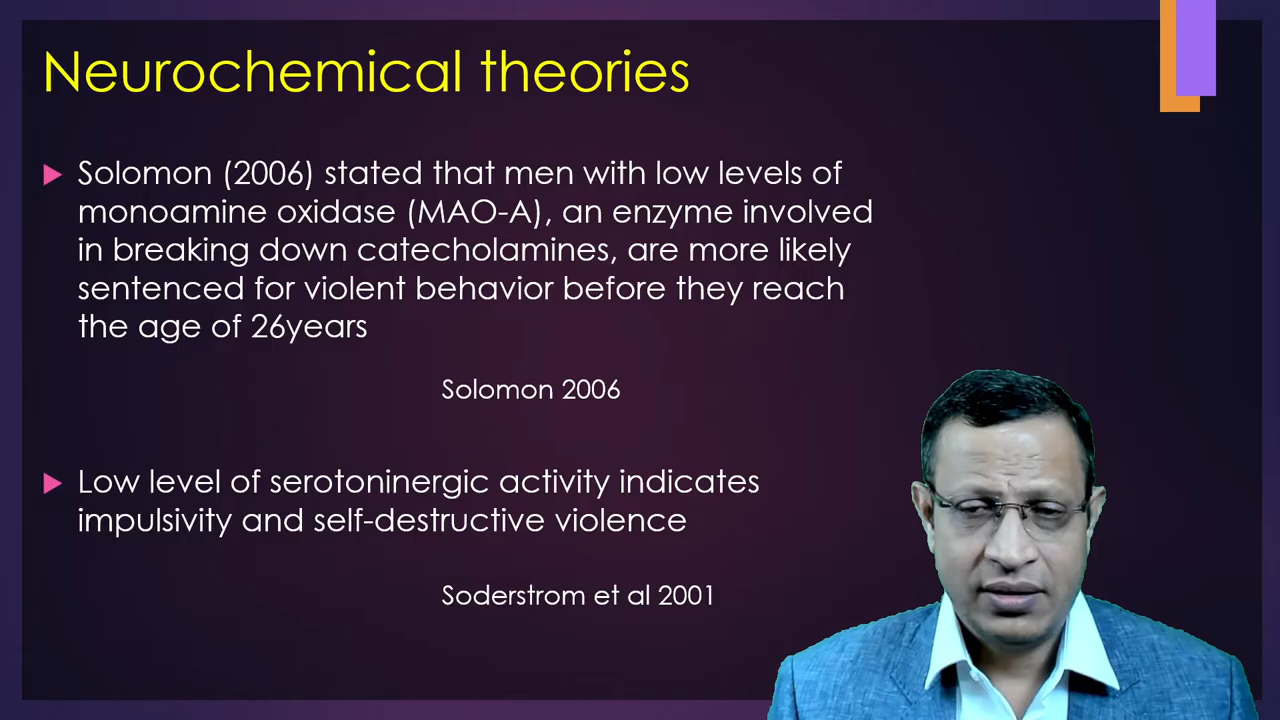 Neurochemical theories
Solomon (2006) stated that men with low levels of
monoamine oxidase (MAO-A), an enzyme involved
in breaking down catecholamines, are more likely
sentenced for violent behavior before they reach
the age of 26years
Solomon 2006
Low level of serotoninergic activity indicates
impulsivity and self-destructive violence
Soderstrom et al 2001